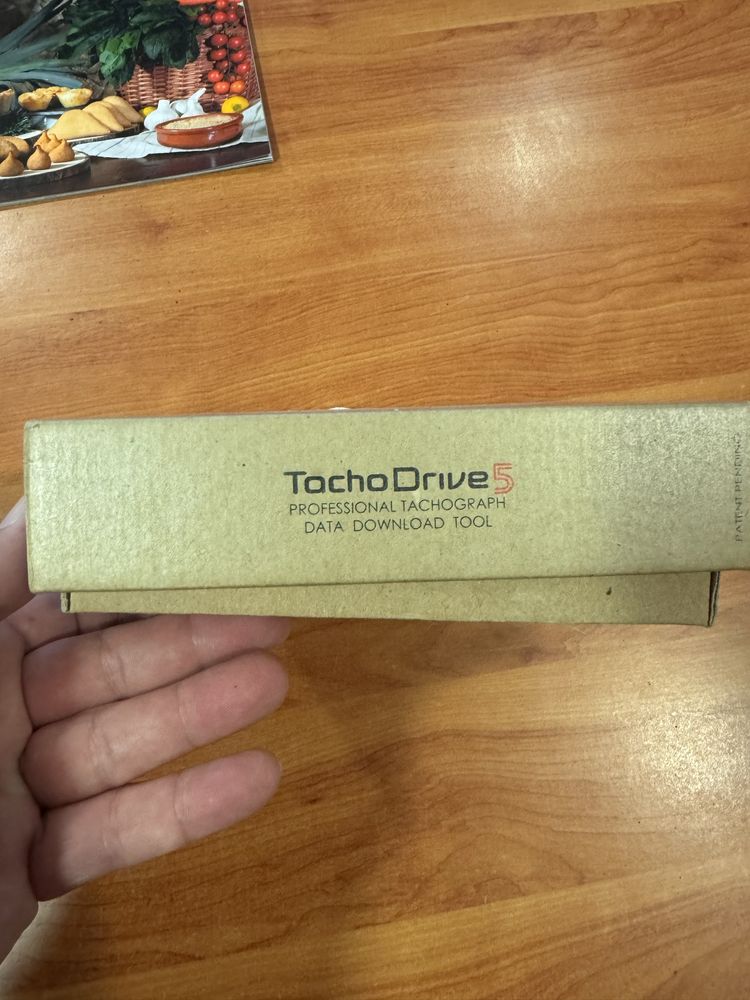 TachoDrive5
PROFESSIONAL TACHOGRAPH
DATA DOWNLOAD TOOL
PATENT PENDING